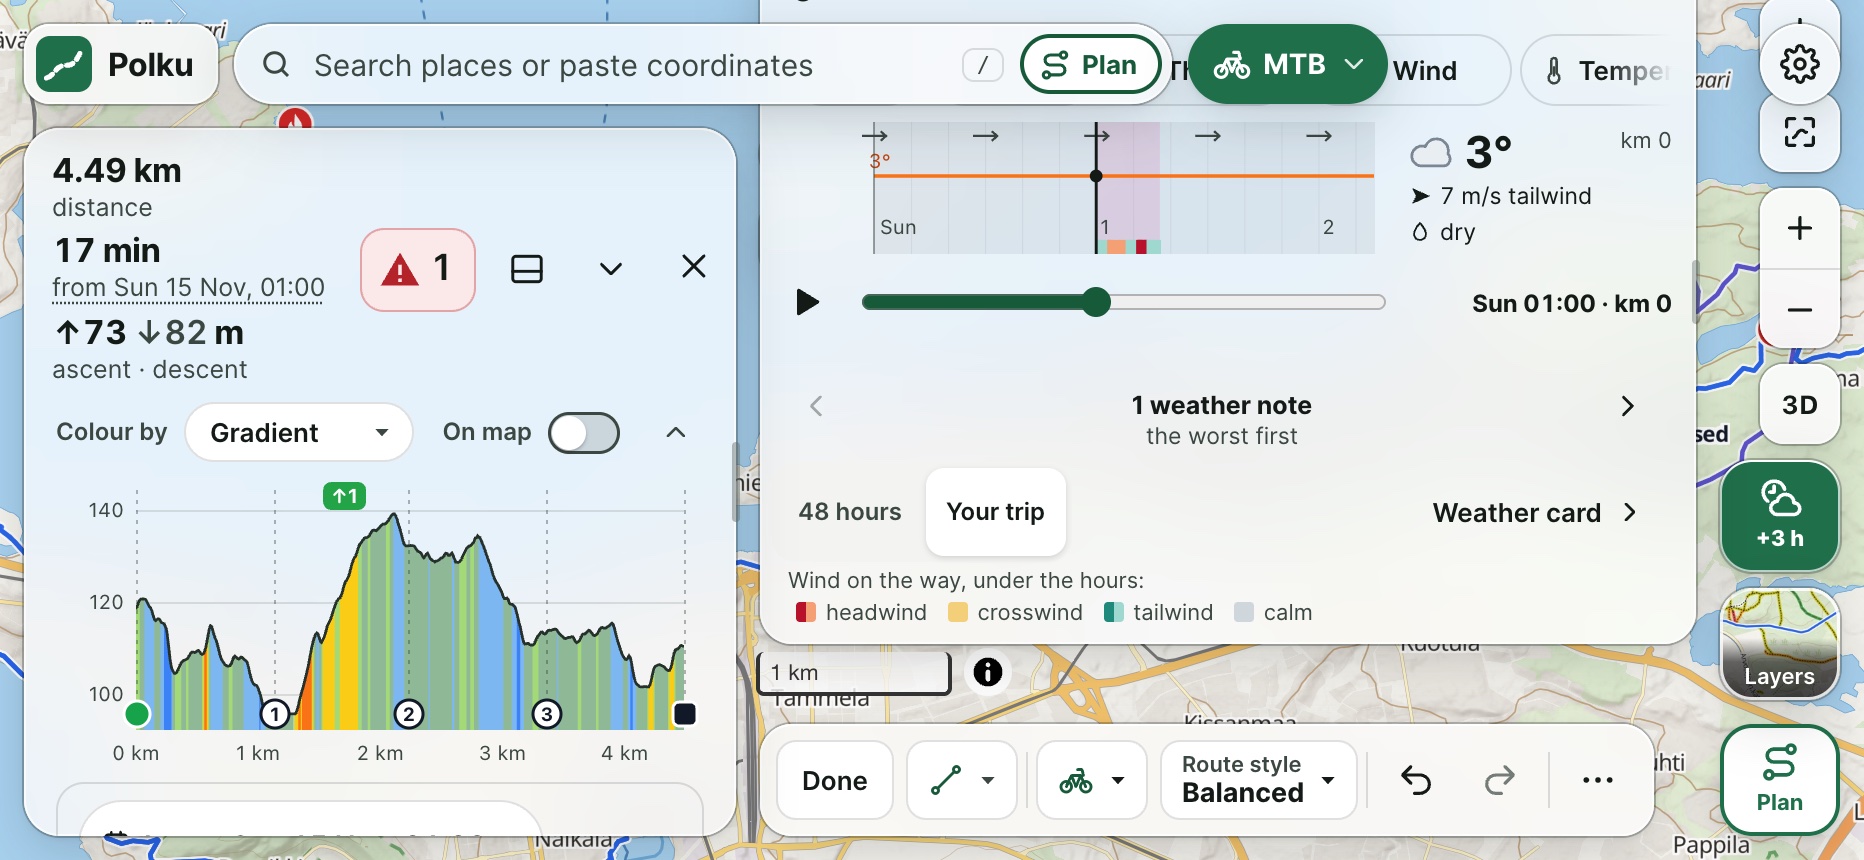 Polku
Search places or paste coordinates
/
Plan
MTB
Wind
4.49 km
distance
17 min
from Sun 15 Nov, 01:00
1
↑73 ↓82 m
ascent · descent
Colour by
Gradient
On map
↑1
140
120
100
1
2
3
0 km
1 km
2 km
3 km
4 km
3°
Sun
1
2
3°
km 0
7 m/s tailwind
dry
Sun 01:00 · km 0
1 weather note
the worst first
48 hours
Your trip
Weather card
Wind on the way, under the hours:
headwind
crosswind
tailwind
calm
1 km
Tammela
Kissanmaa
Done
Route style
Balanced
+
−
3D
+3 h
Layers
Plan
Nalkala
Pappila